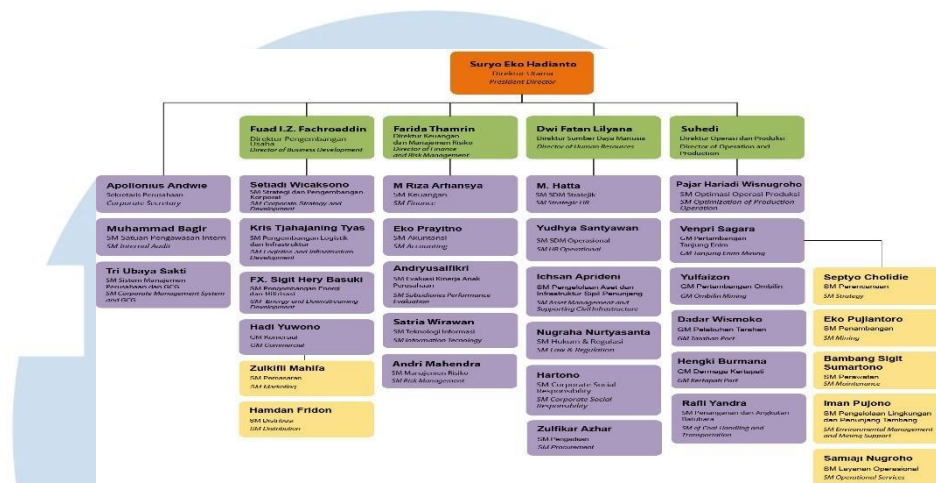 Suryo Eko Hadianto
Direktur Utama
President Director
Fuad I.Z. Fachroaddin
Direktur Pengembangan
Usaha
Director of Business Development
Farida Thamrin
Direktur Keuangan
dan Manajemen Risiko
Director of Finance
and Risk Management
Dwi Fatan Lilyana
Direktur Sumber Daya Manusia
Director of Human Resources
Suhedi
Direktur Operasi dan Produksi
Director of Operation and
Production
Apollonius Andwie
Sekretaris Perusahaan
Corporate Secretary
Muhammad Bagir
SM Satuan Pengawasan Intern
SM Internal Audit
Tri Ubaya Sakti
SM Sistem Manajemen
Perusahaan dan GCG
SM Corporate Management System
and GCG
Setiadi Wicaksono
SM Strategi dan Pengembangan
Korporat
SM Corporate Strategy and
Development
Kris Tjahajaning Tyas
SM Pengembangan Logistik
dan Infrastruktur
SM Logistic and Infrastructure
Development
FX. Sigit Hery Basuki
SM Pengembangan Energi
dan Hilirisasi
SM Energy and Downstreaming
Development
Hadi Yuwono
GM Komersial
GM Commercial
Zulkifli Mahifa
SM Pemasaran
SM Marketing
Hamdan Fridon
SM Distribusi
SM Distribution
M Riza Arhansya
SM Keuangan
SM Finance
Eko Prayitno
SM Akuntansi
SM Accounting
Andryusalfikri
SM Evaluasi Kinerja Anak
Perusahaan
SM Subsidiaries Performance
Evaluation
Satria Wirawan
SM Teknologi Informasi
SM Information Tecnology
Andri Mahendra
SM Manajemen Risiko
SM Risk Management
M. Hatta
SM SDM Stratejik
SM Strategic HR
Yudhya Santyawan
SM SDM Operasional
SM HR Operational
Ichsan Aprideni
SM Pengelolaan Aset dan
Infrastruktur Sipil Penunjang
SM Asset Management and
Supporting Civil Infrastructure
Nugraha Nurtyasanta
SM Hukum & Regulasi
SM Law & Regulation
Hartono
SM Corporate Social
Responsibility
SM Corporate Social
Responsibility
Zulfikar Azhar
SM Pengadaan
SM Procurement
Pajar Hariadi Wisnugroho
SM Optimasi Operasi Produksi
SM Optimization of Production
Operation
Venpri Sagara
GM Pertambangan
Tanjung Enim
GM Tanjung Enim Mining
Yulfaizon
GM Pertambangan Ombilin
GM Ombilin Mining
Dadar Wismoko
GM Pelabuhan Tarahan
GM Tarahan Port
Hengki Burmana
GM Dermaga Kertapati
GM Kertapati Port
Rafli Yandra
SM Penanganan dan Angkutan
Batubara
SM of Coal Handling and
Transportation
Septyo Cholidie
SM Perencanaan
SM Strategy
Eko Pujiantoro
SM Penambangan
SM Mining
Bambang Sigit
Sumartono
SM Perawatan
SM Maintenance
Iman Pujono
SM Pengelolaan Lingkungan
dan Penunjang Tambang
SM Environmental Management
and Mining Support
Samiaji Nugroho
SM Layanan Operasional
SM Operational Services